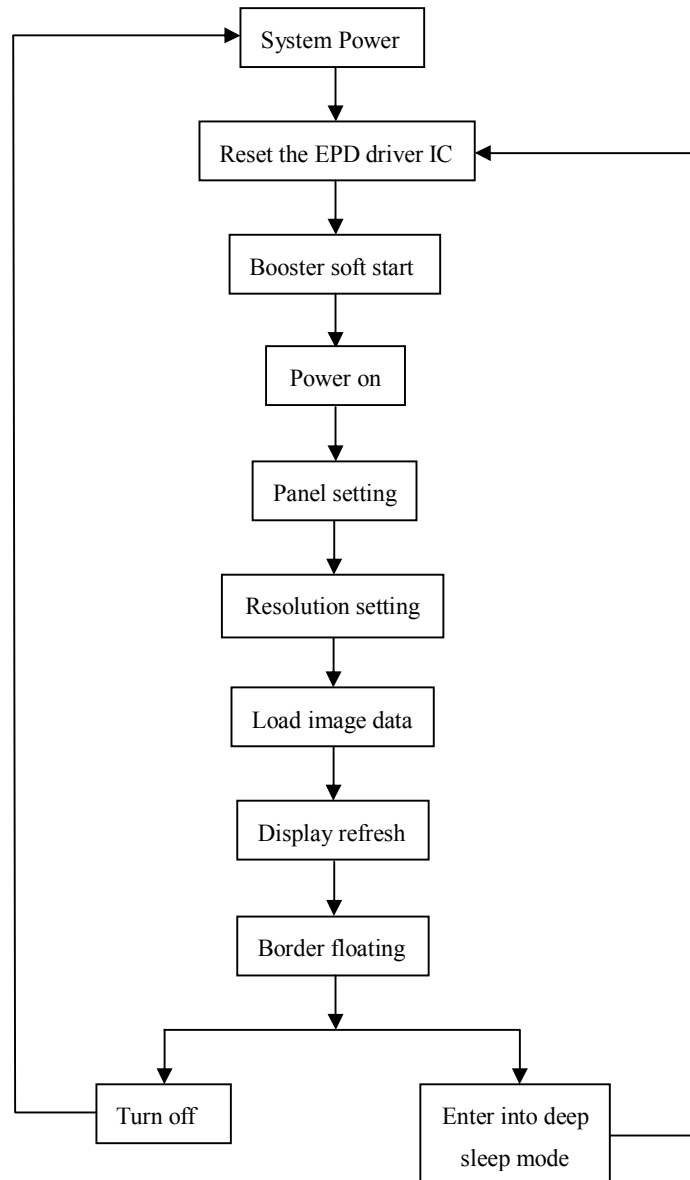 System Power
Reset the EPD driver IC
Booster soft start
Power on
Panel setting
Resolution setting
Load image data
Display refresh
Border floating
Turn off
Enter into deep
sleep mode